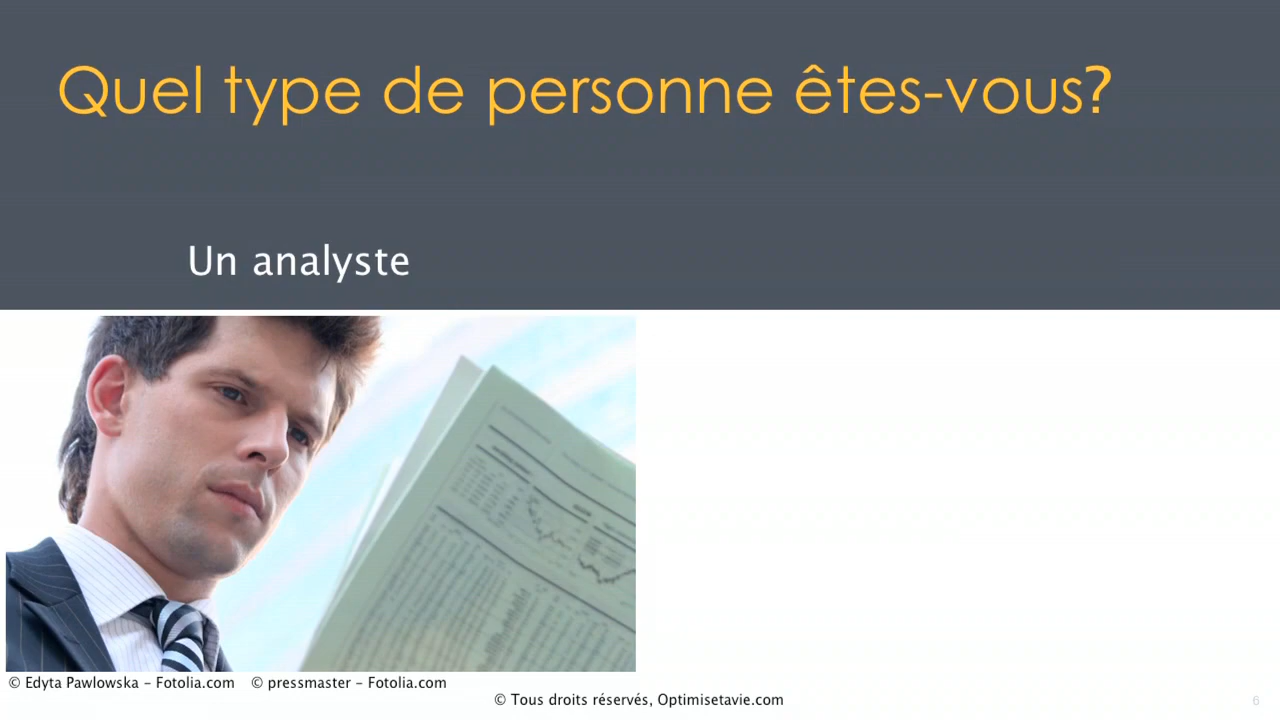 Quel type de personne êtes-vous?
Un analyste
© Edyta Pawlowska – Fotolia.com © pressmaster – Fotolia.com
© Tous droits réservés, Optimisetavie.com
6